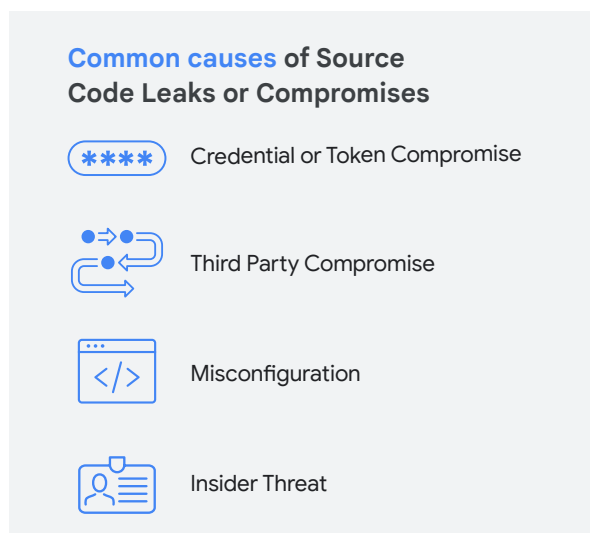 Common causes of Source
Code Leaks or Compromises
****
Credential or Token Compromise
Third Party Compromise
</>
Misconfiguration
Insider Threat